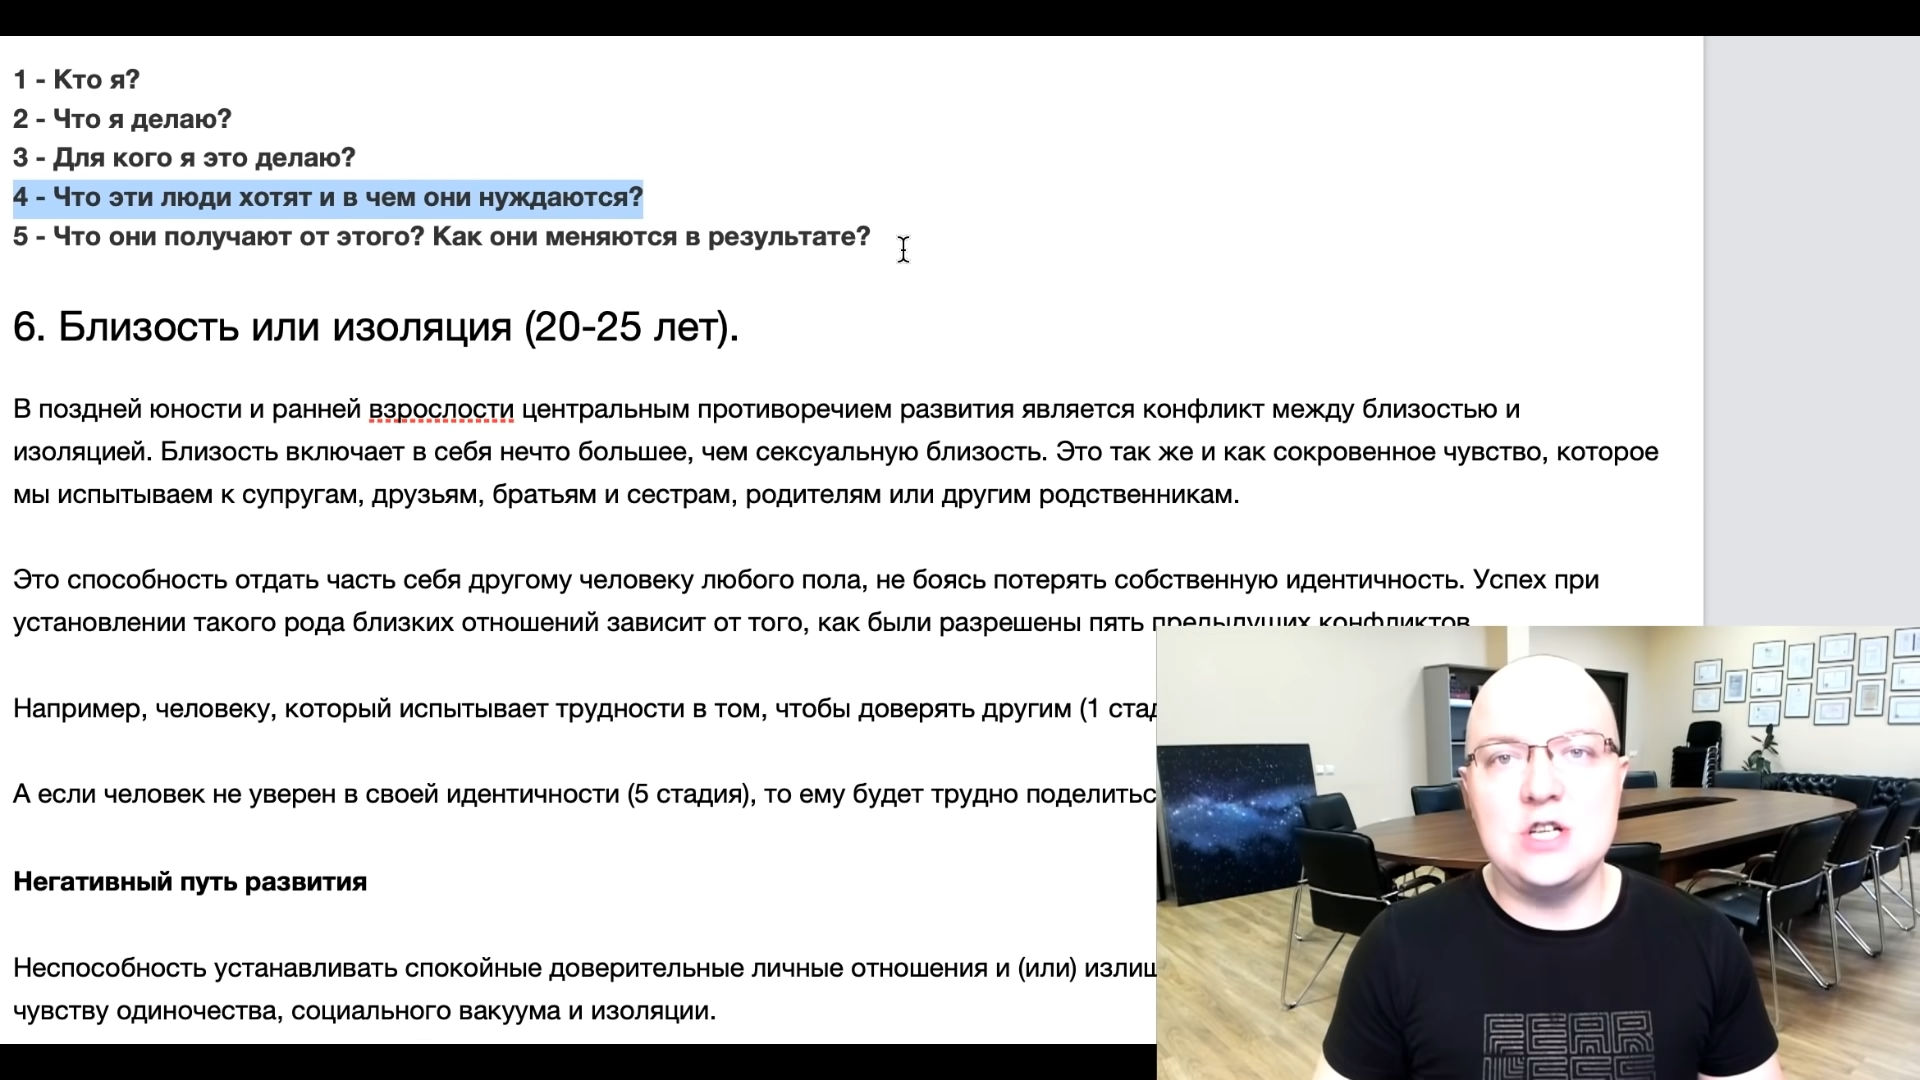 1 - Кто я?
2 - Что я делаю?
3 - Для кого я это делаю?
4 - Что эти люди хотят и в чем они нуждаются?
5 - Что они получают от этого? Как они меняются в результате?
6. Близость или изоляция (20-25 лет).
В поздней юности и ранней взрослости центральным противоречием развития является конфликт между близостью и
изоляцией. Близость включает в себя нечто большее, чем сексуальную близость. Это так же и как сокровенное чувство, которое
мы испытываем к супругам, друзьям, братьям и сестрам, родителям или другим родственникам.
Это способность отдать часть себя другому человеку любого пола, не боясь потерять собственную идентичность. Успех при
установлении такого рода близких отношений зависит от того, как были разрешены пять предыдущих конфликтов
Например, человеку, который испытывает трудности в том, чтобы доверять другим (1
А если человек не уверен в своей идентичности (5 стадия), то ему будет трудно
Негативный путь развития
Неспособность устанавливать спокойные доверительные личные отношения и (или)
чувству одиночества, социального вакуума и изоляции.
FEAR
LESS